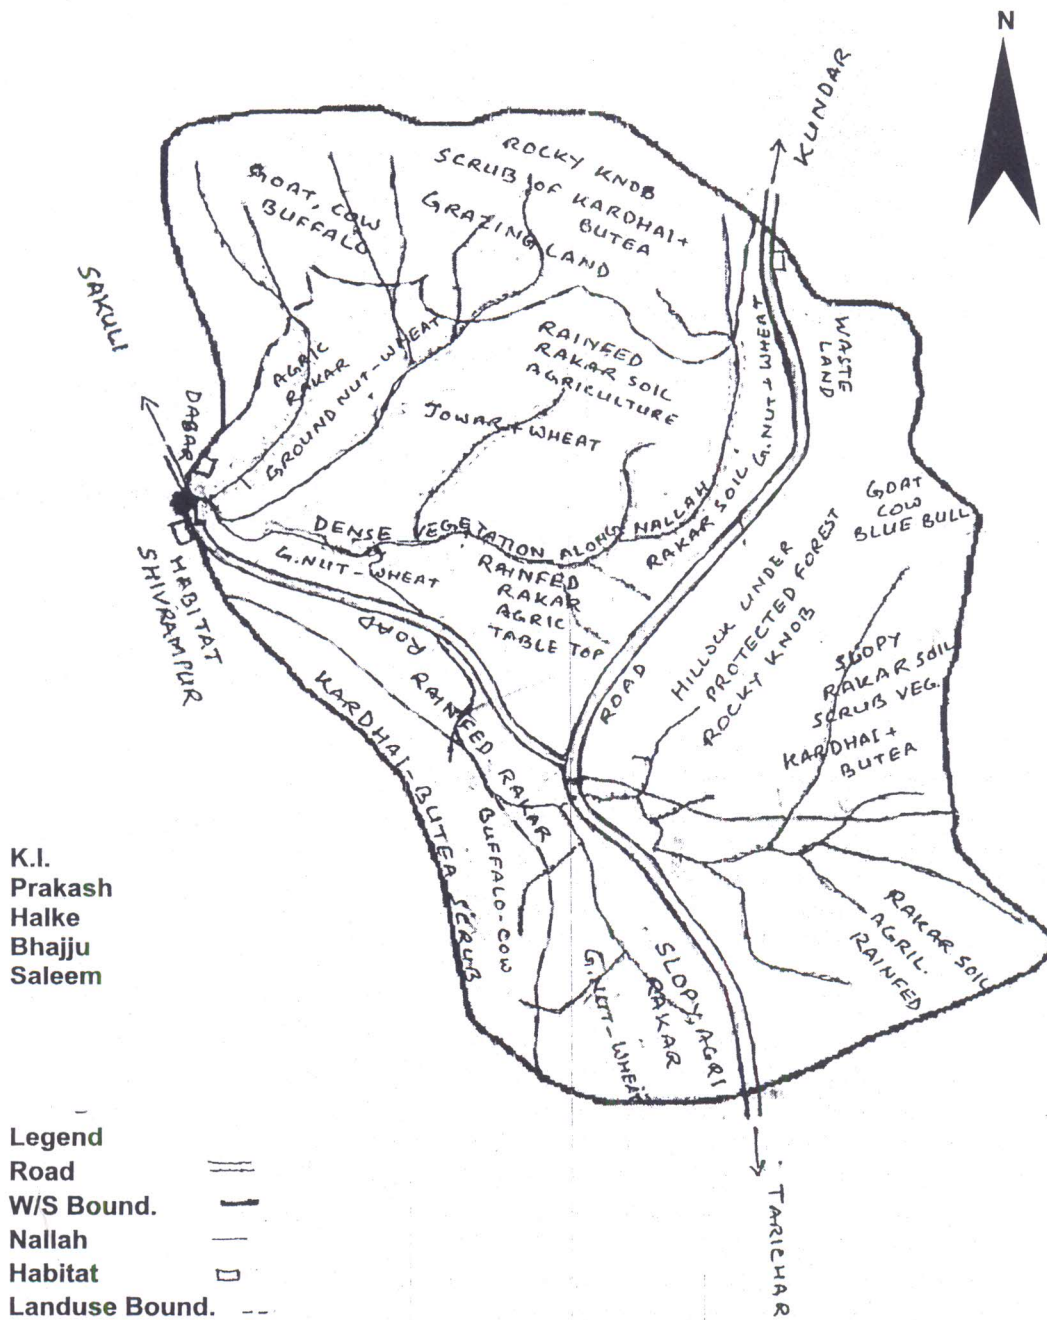 N
KUNDAR
ROCKY KNOB
SCRUB OF KARDHAI +
BUTEA
GOAT, COW
BUFFALO
GRAZING LAND
SAKULI
AGRIC
RAKAR
GROUND NUT - WHEAT
RAINFED
RAKAR SOIL
AGRICULTURE
JOWAR + WHEAT
RAKAR SOIL G.NUT + WHEAT
WASTE
LAND
DABAR
DENSE VEGETATION ALONG NALLAH
G.NUT - WHEAT
RAINFED
RAKAR
AGRIC
TABLE TOP
GOAT
COW
BLUE BULL
HABITAT
SHIVRAMPUR
ROAD
ROAD
HILLOCK UNDER
PROTECTED FOREST
ROCKY KNOB
SLOPY
RAKAR SOIL
SCRUB VEG.
KARDHAI +
BUTEA
RAINFED RAKAR
KARDHAI - BUTEA SCRUB
BUFFALO - COW
G.NUT - WHEAT
SLOPY, AGRI
RAKAR
RAKAR SOIL
AGRIL.
RAINFED
TARICHAR
K.I.
Prakash
Halke
Bhajju
Saleem
Legend
Road
W/S Bound.
Nallah
Habitat
Landuse Bound.